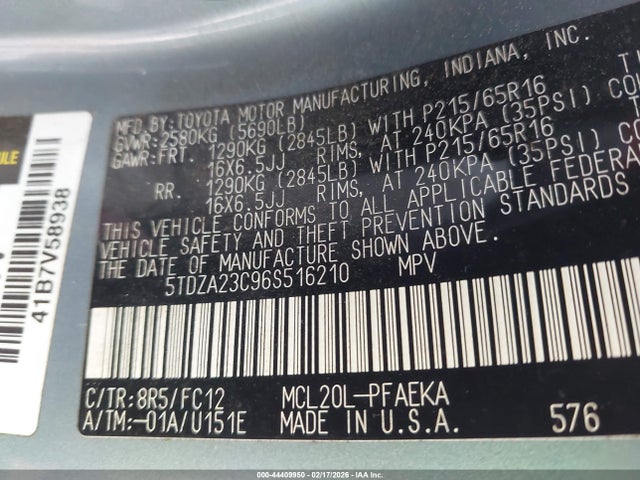 MFD.BY:TOYOTA MOTOR MANUFACTURING, INDIANA, INC.
GVWR:2580KG (5690LB)
GAWR:FRT. 1290KG (2845LB) WITH P215/65R16
16X6.5JJ RIMS, AT 240KPA (35PSI) CO
RR. 1290KG (2845LB) WITH P215/65R16
16X6.5JJ RIMS, AT 240KPA (35PSI) CO
THIS VEHICLE CONFORMS TO ALL APPLICABLE FEDERA
VEHICLE SAFETY AND THEFT PREVENTION STANDARDS
THE DATE OF MANUFACTURE SHOWN ABOVE.
5TDZA23C96S516210 MPV
C/TR:8R5/FC12 MCL20L-PFAEKA
A/TM:-01A/U151E MADE IN U.S.A. 576
41B7V58938
000-44409950 - 02/17/2026 - COPYRIGHT IAA